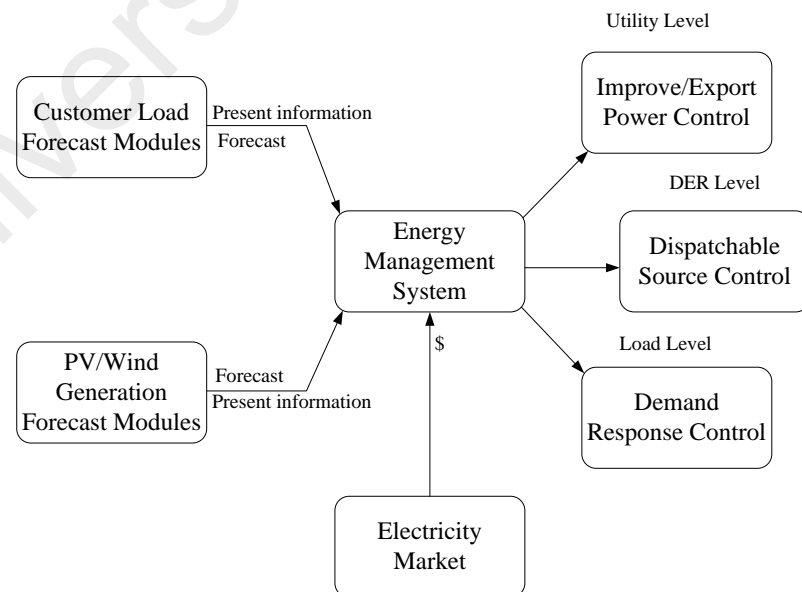 Utility Level
Customer Load
Forecast Modules
Present information
Forecast
Improve/Export
Power Control
DER Level
Energy
Management
System
Dispatchable
Source Control
PV/Wind
Generation
Forecast Modules
Forecast
Present information
$
Load Level
Demand
Response Control
Electricity
Market